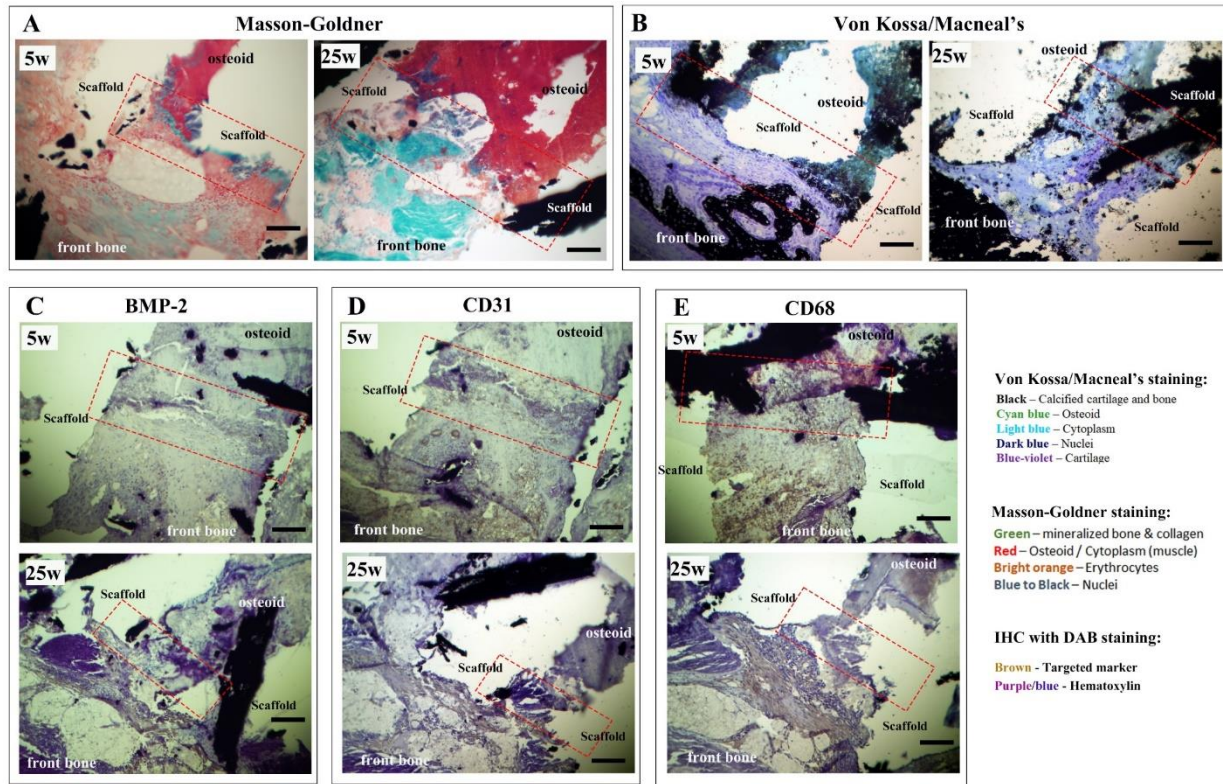 A
Masson-Goldner
5w
osteoid
Scaffold
Scaffold
front bone
25w
Scaffold
osteoid
Scaffold
front bone
B
Von Kossa/Macneal's
5w
osteoid
Scaffold
Scaffold
front bone
25w
osteoid
Scaffold
Scaffold
front bone
C
BMP-2
5w
osteoid
Scaffold
front bone
25w
Scaffold
osteoid
Scaffold
front bone
D
CD31
5w
osteoid
Scaffold
front bone
25w
Scaffold
osteoid
Scaffold
front bone
E
CD68
5w
osteoid
Scaffold
Scaffold
front bone
25w
osteoid
Scaffold
Scaffold
front bone
Von Kossa/Macneal's staining:
Black – Calcified cartilage and bone
Cyan blue – Osteoid
Light blue – Cytoplasm
Dark blue – Nuclei
Blue-violet – Cartilage
Masson-Goldner staining:
Green – mineralized bone & collagen
Red – Osteoid / Cytoplasm (muscle)
Bright orange – Erythrocytes
Blue to Black – Nuclei
IHC with DAB staining:
Brown - Targeted marker
Purple/blue - Hematoxylin